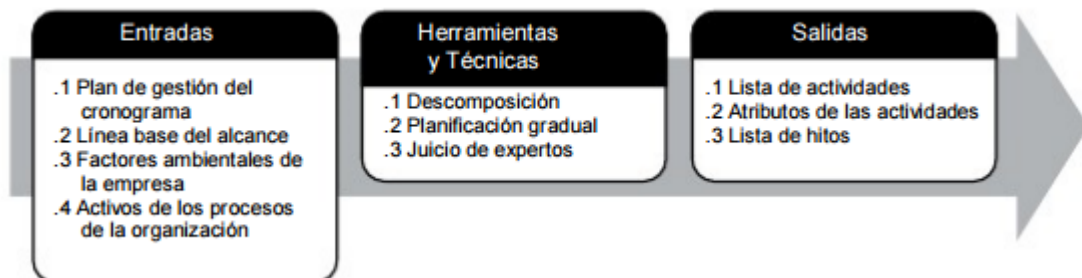 Entradas
.1 Plan de gestión del
cronograma
.2 Línea base del alcance
.3 Factores ambientales de
la empresa
.4 Activos de los procesos
de la organización
Herramientas
y Técnicas
.1 Descomposición
.2 Planificación gradual
.3 Juicio de expertos
Salidas
.1 Lista de actividades
.2 Atributos de las actividades
.3 Lista de hitos